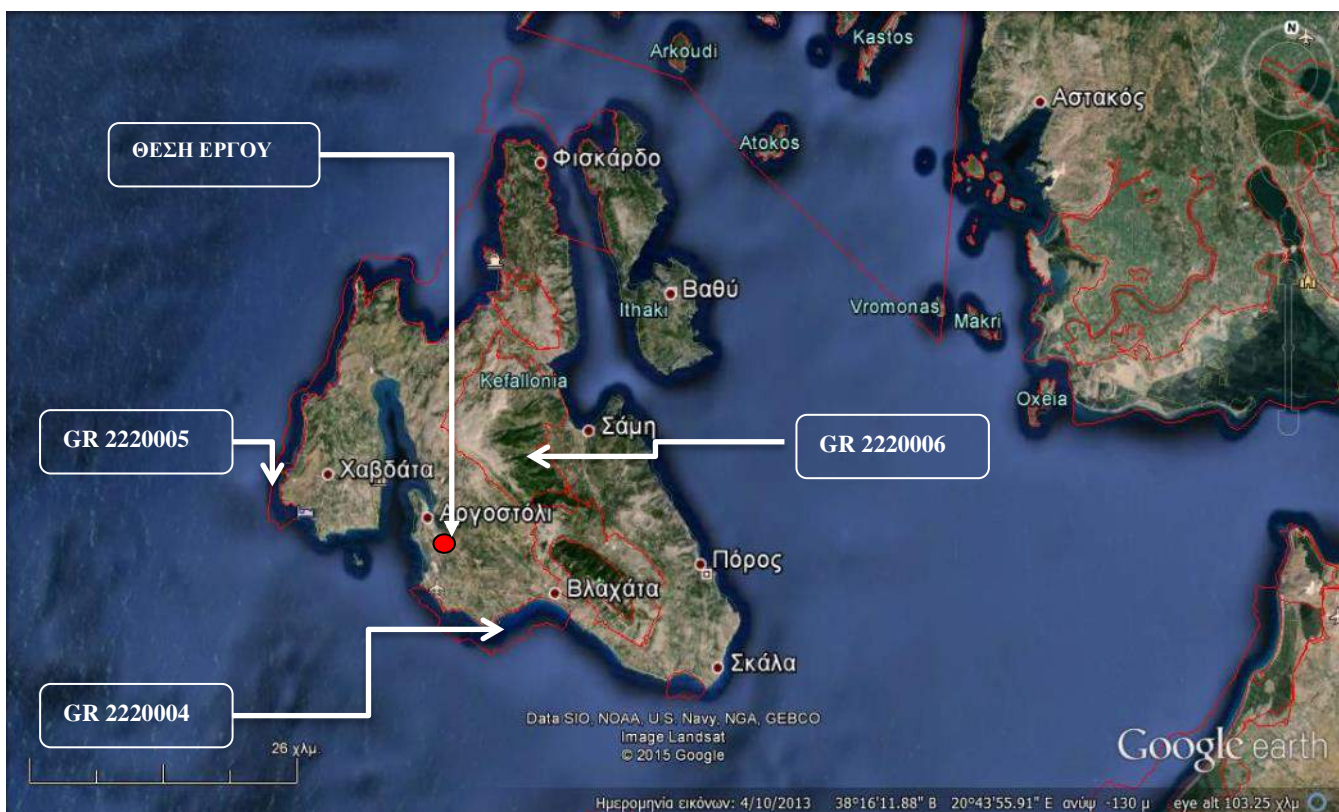 Arkoudi
Kastos
Αστακός
N
ΘΕΣΗ ΕΡΓΟΥ
Atokos
Φισκάρδο
Βαθύ
Ithaki
Vromonas
Makri
Kefallonia
Oxeia
GR 2220005
Σάμη
GR 2220006
Χαβδάτα
Αργοστόλι
Πόρος
Βλαχάτα
Σκάλα
GR 2220004
Data SIO, NOAA, U.S. Navy, NGA, GEBCO
Image Landsat
© 2015 Google
26 χλμ.
Google earth
Ημερομηνία εικόνων: 4/10/2013 38°16'11.88" Β 20°43'55.91" Ε ανύψ -130 μ eye alt 103.25 χλμ